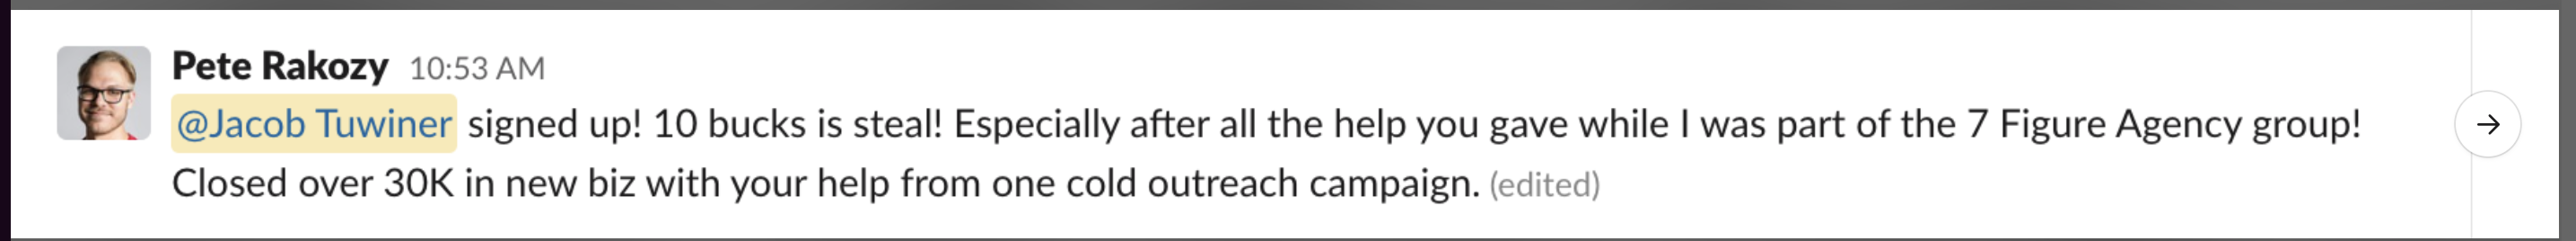 Pete Rakozy 10:53 AM
@Jacob Tuwiner signed up! 10 bucks is steal! Especially after all the help you gave while I was part of the 7 Figure Agency group!
Closed over 30K in new biz with your help from one cold outreach campaign. (edited)